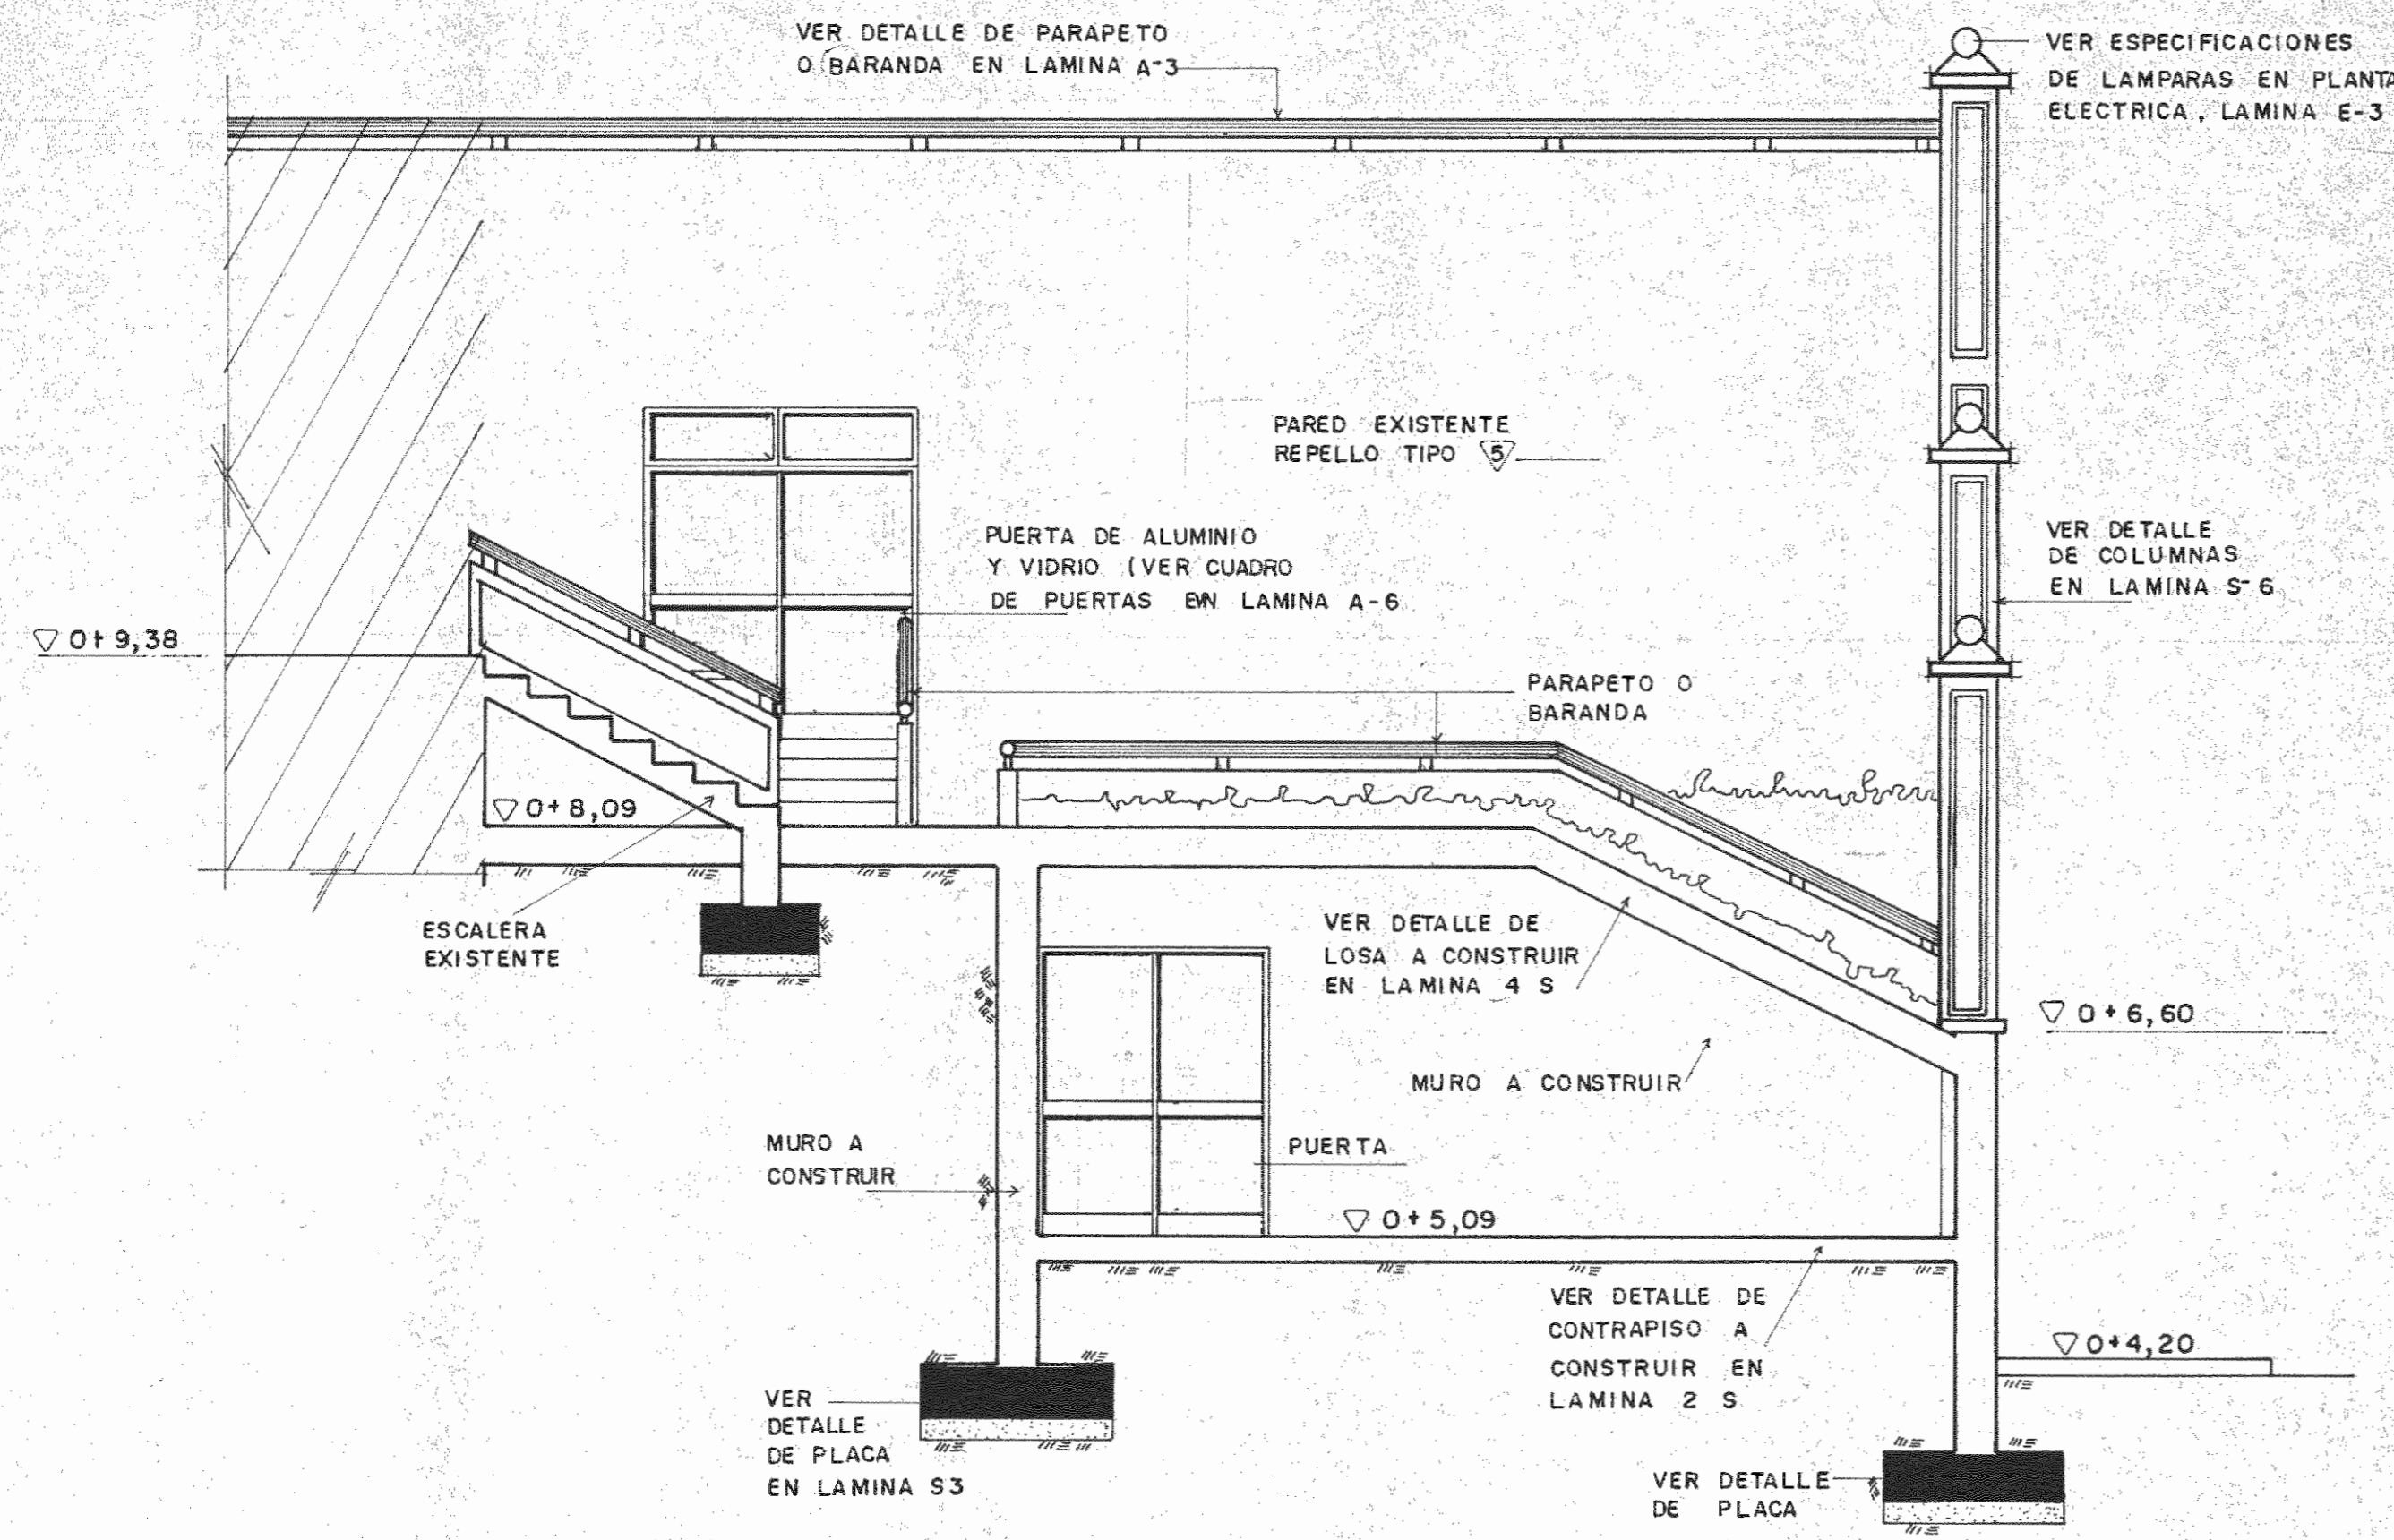 VER DETALLE DE PARAPETO
O BARANDA EN LAMINA A-3
VER ESPECIFICACIONES
DE LAMPARAS EN PLANTA
ELECTRICA, LAMINA E-3
PARED EXISTENTE
REPELLO TIPO 5
PUERTA DE ALUMINIO
Y VIDRIO (VER CUADRO
DE PUERTAS EN LAMINA A-6
VER DETALLE
DE COLUMNAS
EN LAMINA S-6
0+9,38
PARAPETO O
BARANDA
0+8,09
ESCALERA
EXISTENTE
VER DETALLE DE
LOSA A CONSTRUIR
EN LAMINA 4 S
0+6,60
MURO A CONSTRUIR
MURO A
CONSTRUIR
PUERTA
0+5,09
VER DETALLE DE
CONTRAPISO A
CONSTRUIR EN
LAMINA 2 S
0+4,20
VER
DETALLE
DE PLACA
EN LAMINA S3
VER DETALLE
DE PLACA